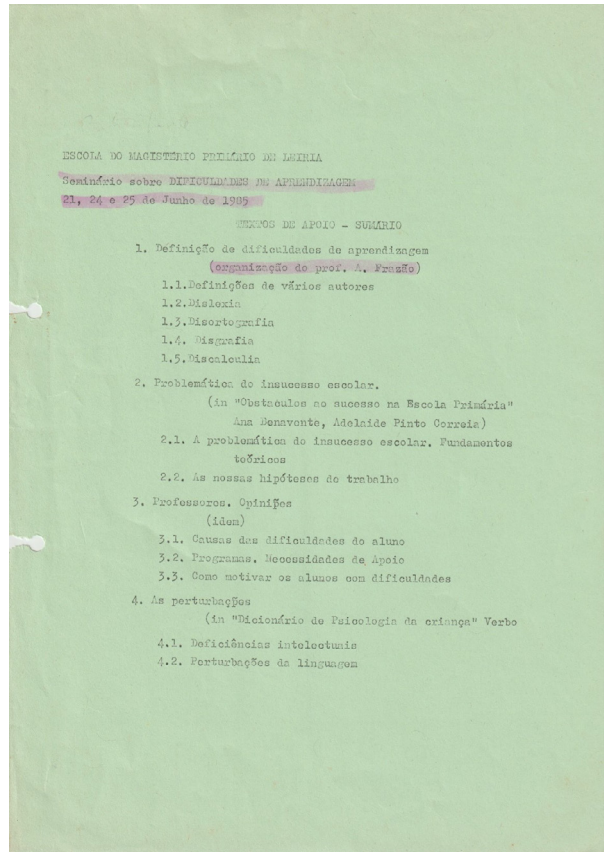 ESCOLA DO MAGISTÉRIO PRIMÁRIO DE LEIRIA
Seminário sobre DIFICULDADES DE APRENDIZAGEM
21, 24 e 25 de Junho de 1985
TEXTOS DE APOIO - SUMÁRIO
1. Definição de dificuldades de aprendizagem
(organização do prof. A. Frazão)
1.1.Definições de vários autores
1.2.Dislexia
1.3.Disortografia
1.4. Disgrafia
1.5.Discalculia
2. Problemática do insucesso escolar.
(in "Obstaculos ao sucesso na Escola Primária"
Ana Benavente, Adelaide Pinto Correia)
2.1. A problemática do insucesso escolar. Fundamentos
teóricos
2.2. As nossas hipóteses de trabalho
3. Professores. Opiniões
(idem)
3.1. Causas das dificuldades do aluno
3.2. Programas. Necessidades de Apoio
3.3. Como motivar os alunos com dificuldades
4. As perturbações
(in "Dicionário de Psicologia da criança" Verbo
4.1. Deficiências intelectuais
4.2. Perturbações da linguagem